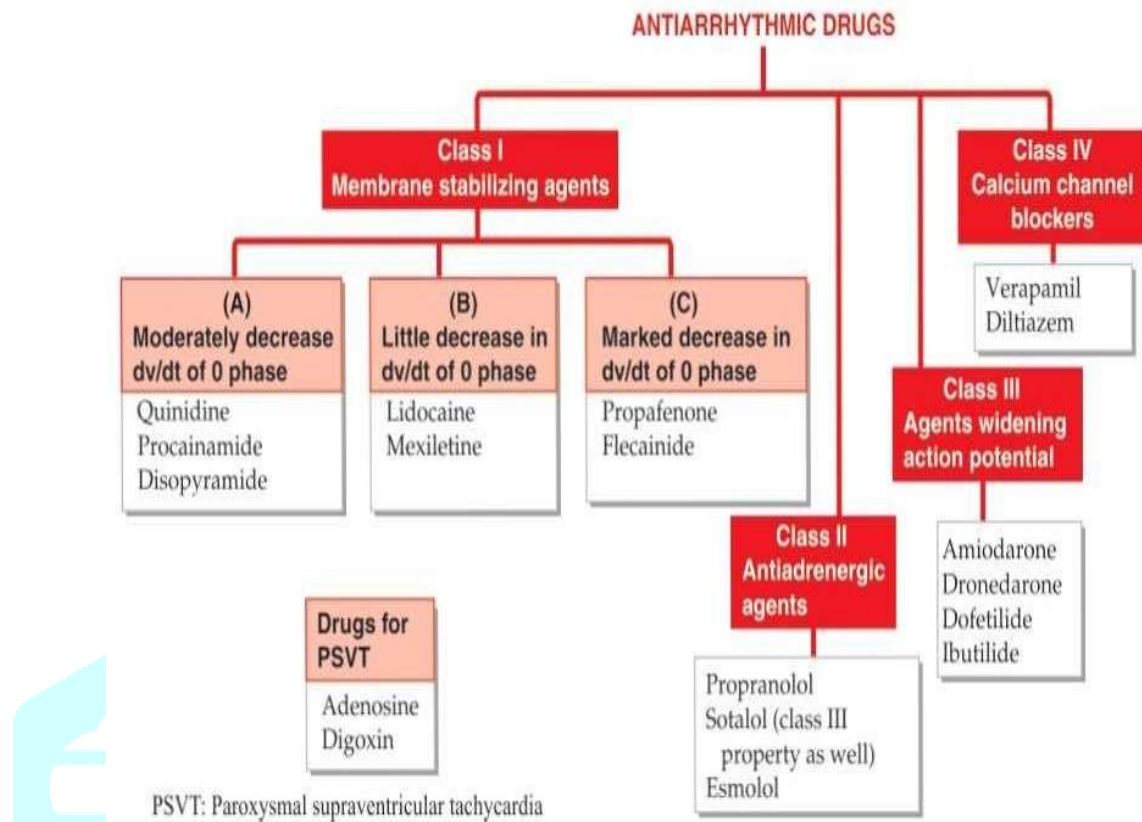 ANTIARRHYTHMIC DRUGS
Class I
Membrane stabilizing agents
(A)
Moderately decrease
dv/dt of 0 phase
Quinidine
Procainamide
Disopyramide
(B)
Little decrease in
dv/dt of 0 phase
Lidocaine
Mexiletine
(C)
Marked decrease in
dv/dt of 0 phase
Propafenone
Flecainide
Class II
Antiadrenergic
agents
Propranolol
Sotalol (class III
property as well)
Esmolol
Class III
Agents widening
action potential
Amiodarone
Dronedarone
Dofetilide
Ibutilide
Class IV
Calcium channel
blockers
Verapamil
Diltiazem
Drugs for
PSVT
Adenosine
Digoxin
PSVT: Paroxysmal supraventricular tachycardia